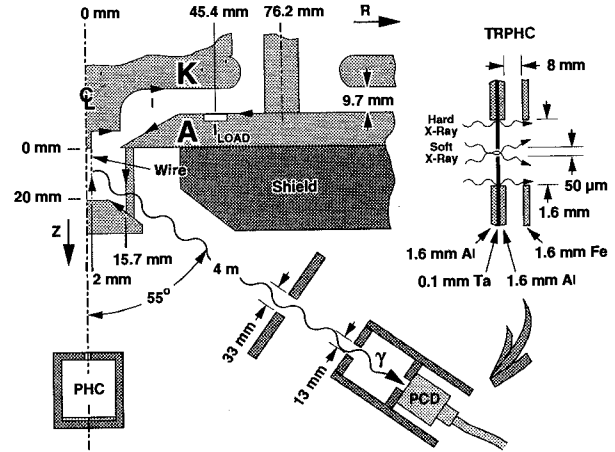 0 mm
45.4 mm
76.2 mm
R
TRPHC
8 mm
K
CL
9.7 mm
Hard
X-Ray
A
LOAD
0 mm
Soft
X-Ray
Wire
Shield
50 µm
20 mm
1.6 mm
Z
15.7 mm
1.6 mm Al
1.6 mm Fe
2 mm
4 m
0.1 mm Ta
1.6 mm Al
55°
33 mm
PHC
γ
13 mm
PCD